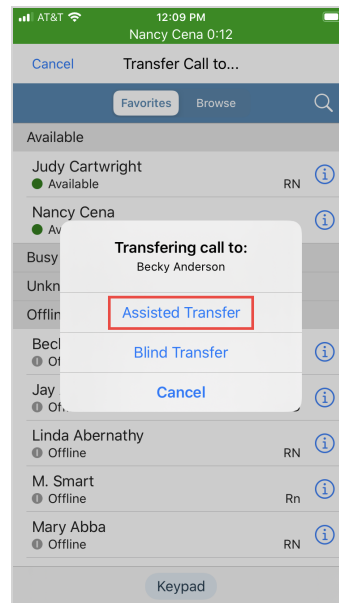 AT&T 12:09 PM
Nancy Cena 0:12
Cancel Transfer Call to...
Favorites Browse
Available
Judy Cartwright
Available RN
Nancy Cena
Busy
Transfering call to:
Becky Anderson
Assisted Transfer
Blind Transfer
Cancel
Jay
Linda Abernathy
Offline RN
M. Smart
Offline Rn
Mary Abba
Offline RN
Keypad